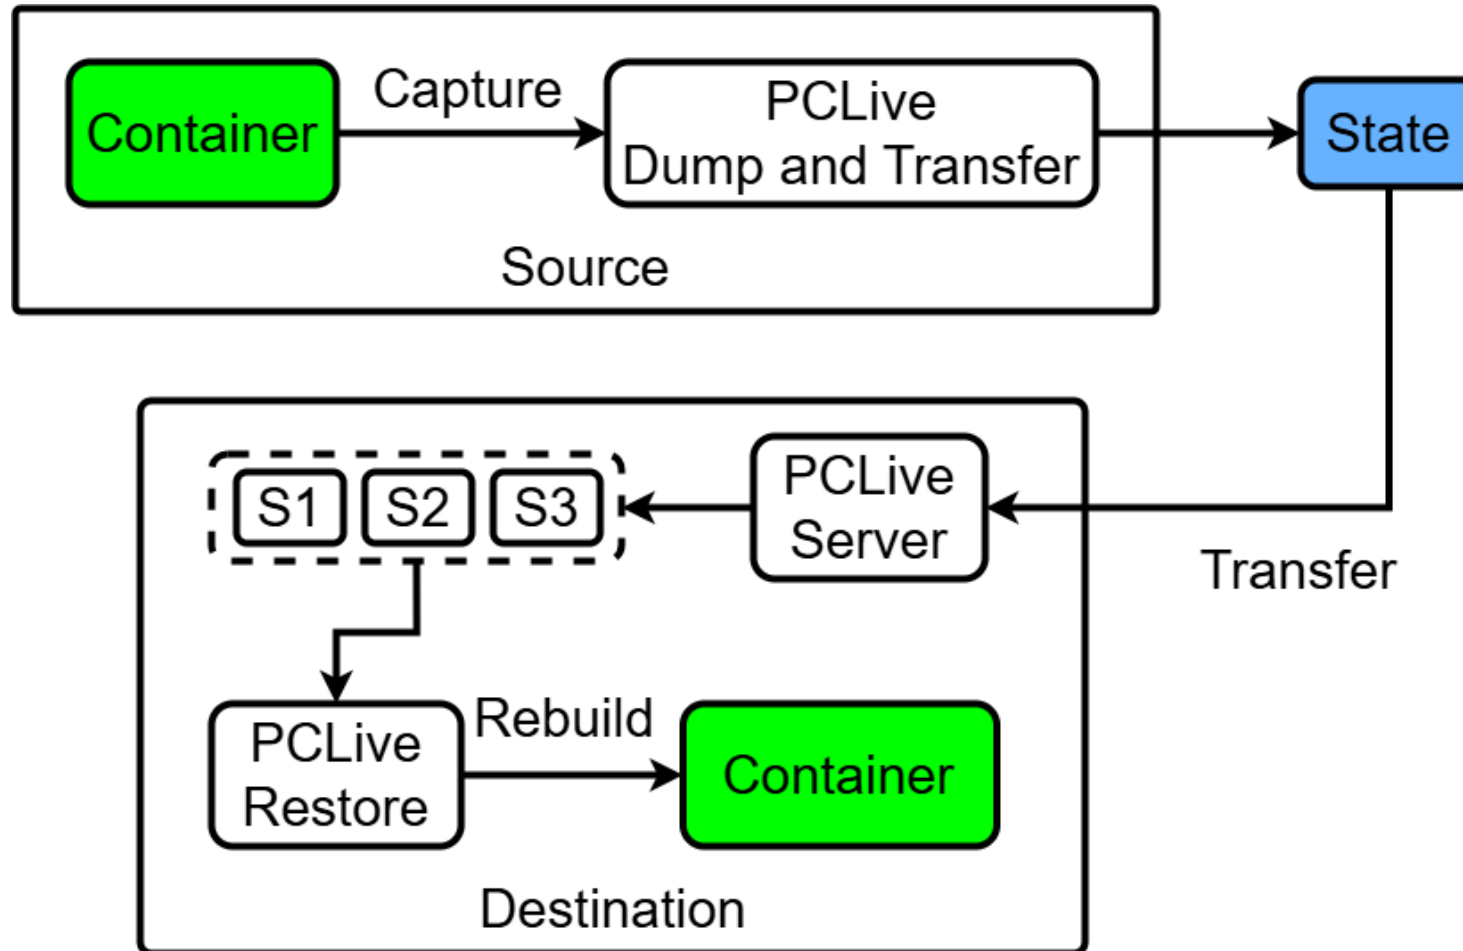 Container
Capture
PCLive
Dump and Transfer
State
Source
S1
S2
S3
PCLive
Server
Transfer
PCLive
Restore
Rebuild
Container
Destination